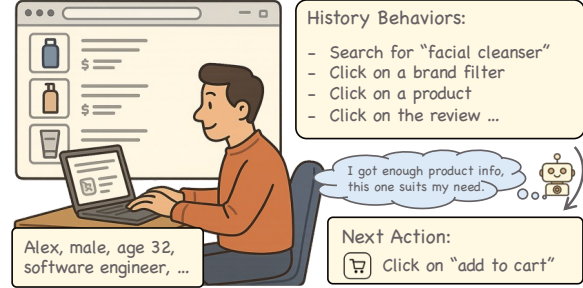 History Behaviors:
- Search for “facial cleanser”
- Click on a brand filter
- Click on a product
- Click on the review ...
$
$
I got enough product info,
this one suits my need.
Alex, male, age 32,
software engineer, ...
Next Action:
Click on “add to cart”